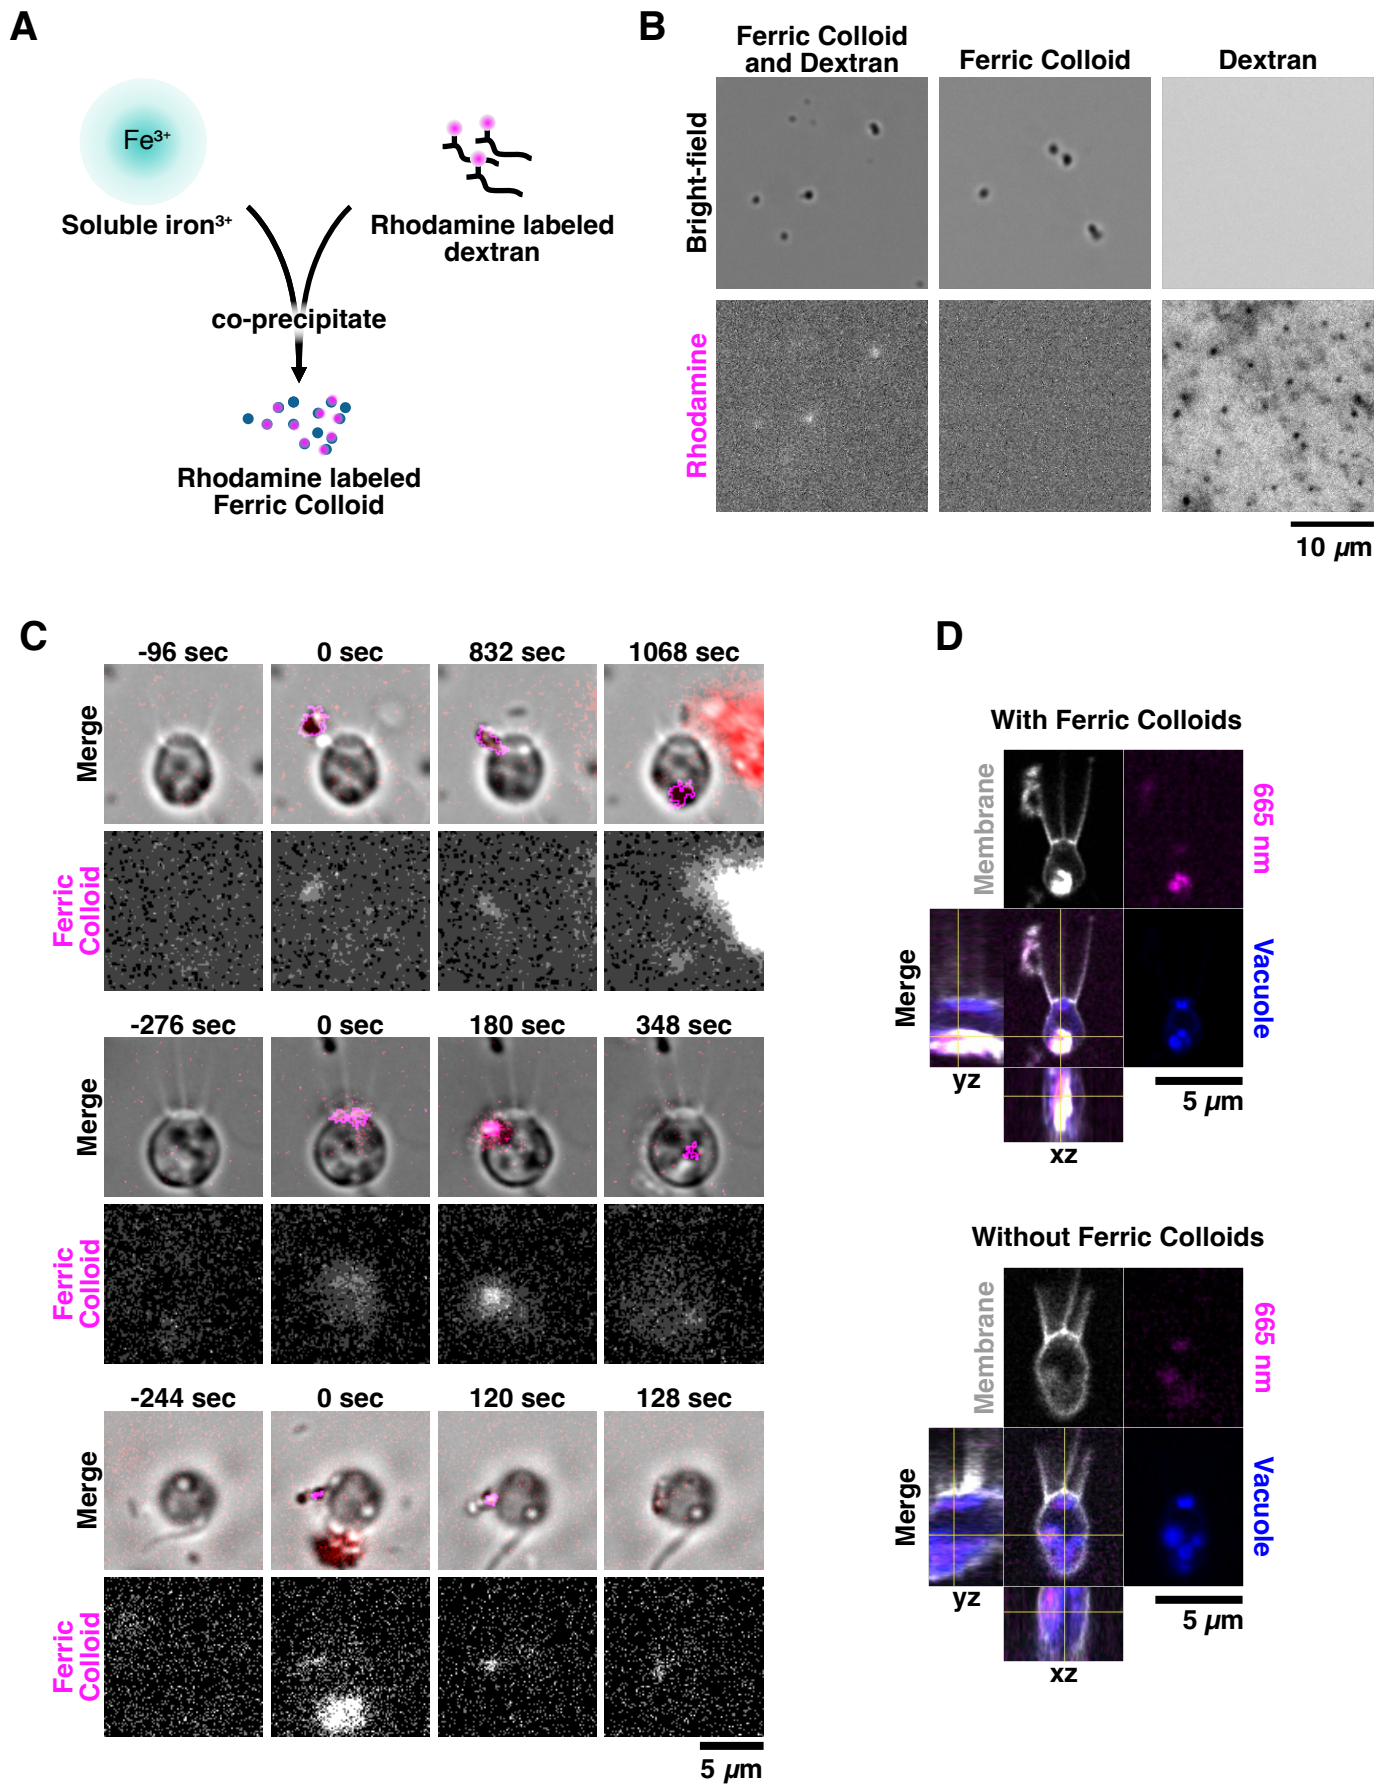 A
Fe³⁺
Soluble iron³⁺
Rhodamine labeled
dextran
co-precipitate
Rhodamine labeled
Ferric Colloid
B
Ferric Colloid
and Dextran
Ferric Colloid
Dextran
Bright-field
Rhodamine
10 µm
C
-96 sec
0 sec
832 sec
1068 sec
Merge
Ferric
Colloid
-276 sec
0 sec
180 sec
348 sec
Merge
Ferric
Colloid
-244 sec
0 sec
120 sec
128 sec
Merge
Ferric
Colloid
5 µm
D
With Ferric Colloids
Membrane
665 nm
Merge
Vacuole
yz
5 µm
xz
Without Ferric Colloids
Membrane
665 nm
Merge
Vacuole
yz
5 µm
xz